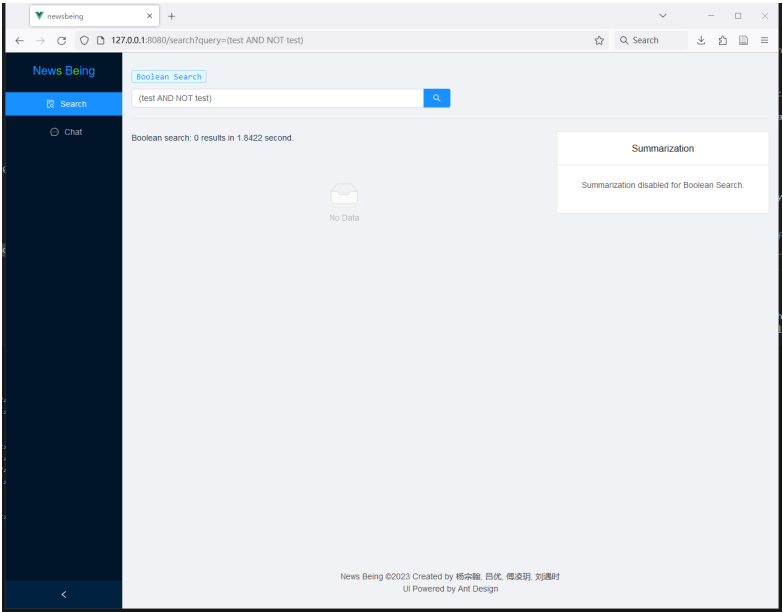 newsbeing
127.0.0.1:8080/search?query=(test AND NOT test)
Search
News Being
Search
Chat
Boolean Search
(test AND NOT test)
Boolean search: 0 results in 1.8422 second.
No Data
Summarization
Summarization disabled for Boolean Search.
News Being ©2023 Created by 杨宗翰, 吕优, 傅凌玥, 刘遇时
UI Powered by Ant Design